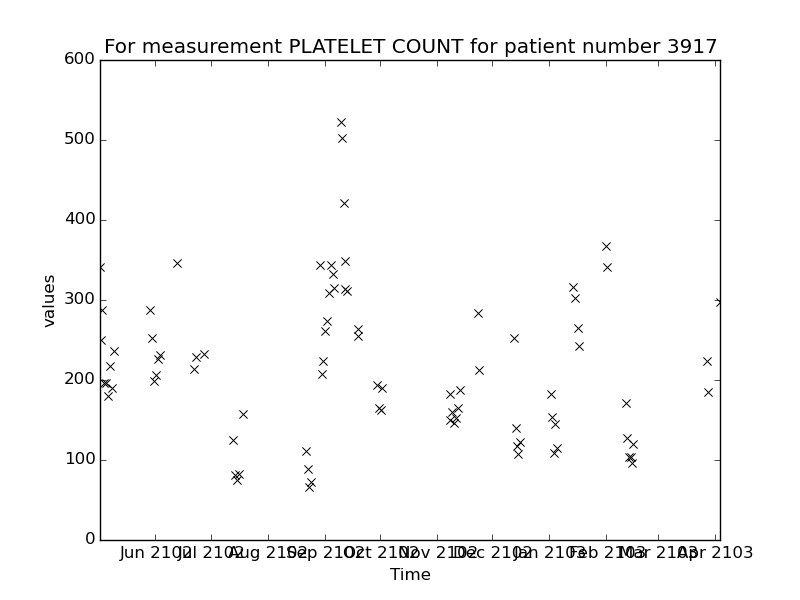 For measurement PLATELET COUNT for patient number 3917
600
500
400
300
200
100
0
values
Jun 2102 Jul 2102 Aug 2102 Sep 2102 Oct 2102 Nov 2102 Dec 2102 Jan 2103 Feb 2103 Mar 2103 Apr 2103
Time